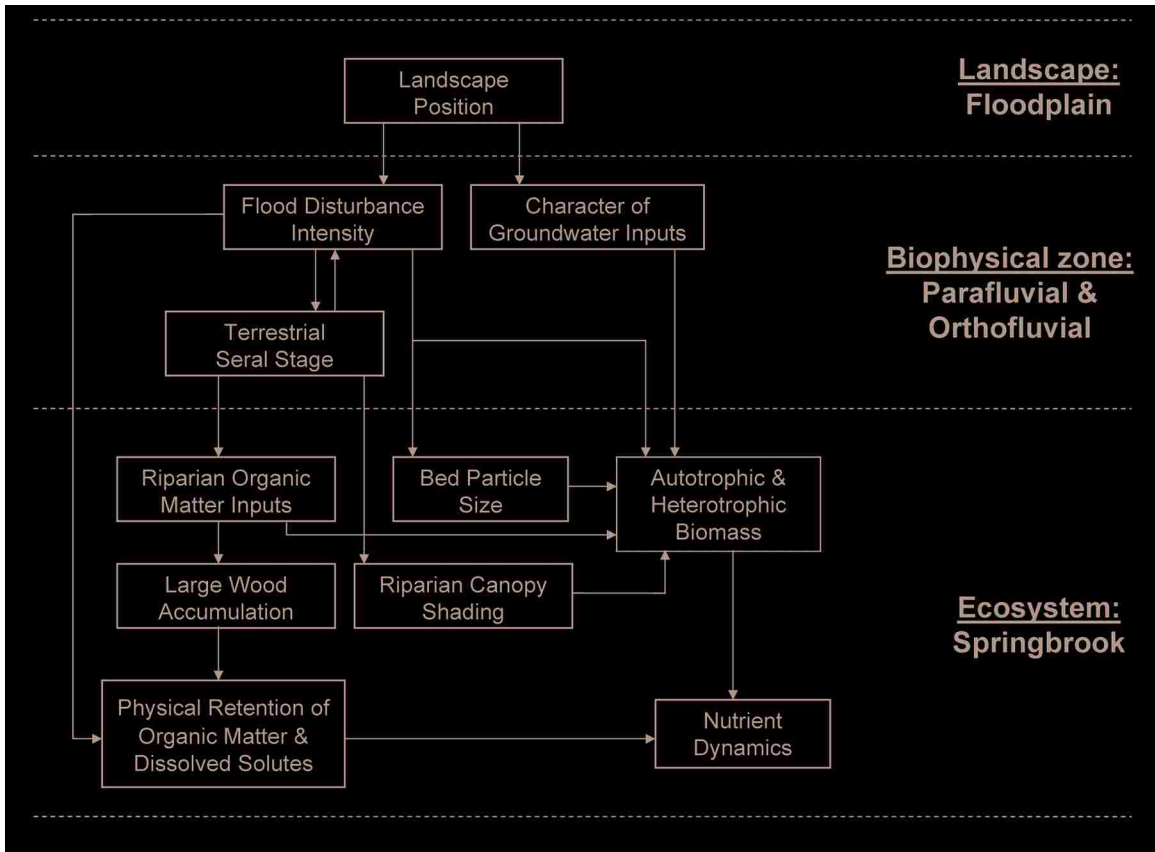 Landscape
Position
Landscape:
Floodplain
Flood Disturbance
Intensity
Character of
Groundwater Inputs
Biophysical zone:
Parafluvial &
Orthofluvial
Terrestrial
Seral Stage
Riparian Organic
Matter Inputs
Bed Particle
Size
Autotrophic &
Heterotrophic
Biomass
Large Wood
Accumulation
Riparian Canopy
Shading
Ecosystem:
Springbrook
Physical Retention of
Organic Matter &
Dissolved Solutes
Nutrient
Dynamics